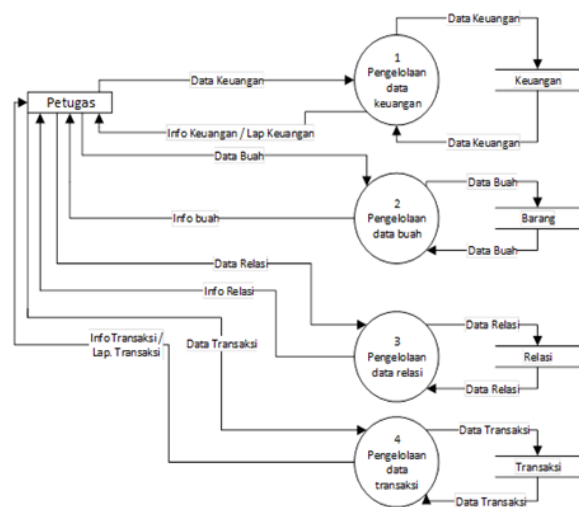 Data Keuangan
1
Pengelolaan
data
keuangan
Data Keuangan
Keuangan
Petugas
Info Keuangan / Lap Keuangan
Data Keuangan
Data Buah
2
Pengelolaan
data buah
Data Buah
Info buah
Barang
Data Buah
Data Relasi
Info Relasi
3
Pengelolaan
data relasi
Data Relasi
Info Transaksi /
Lap. Transaksi
Data Transaksi
Relasi
Data Relasi
4
Pengelolaan
data
transaksi
Data Transaksi
Transaksi
Data Transaksi